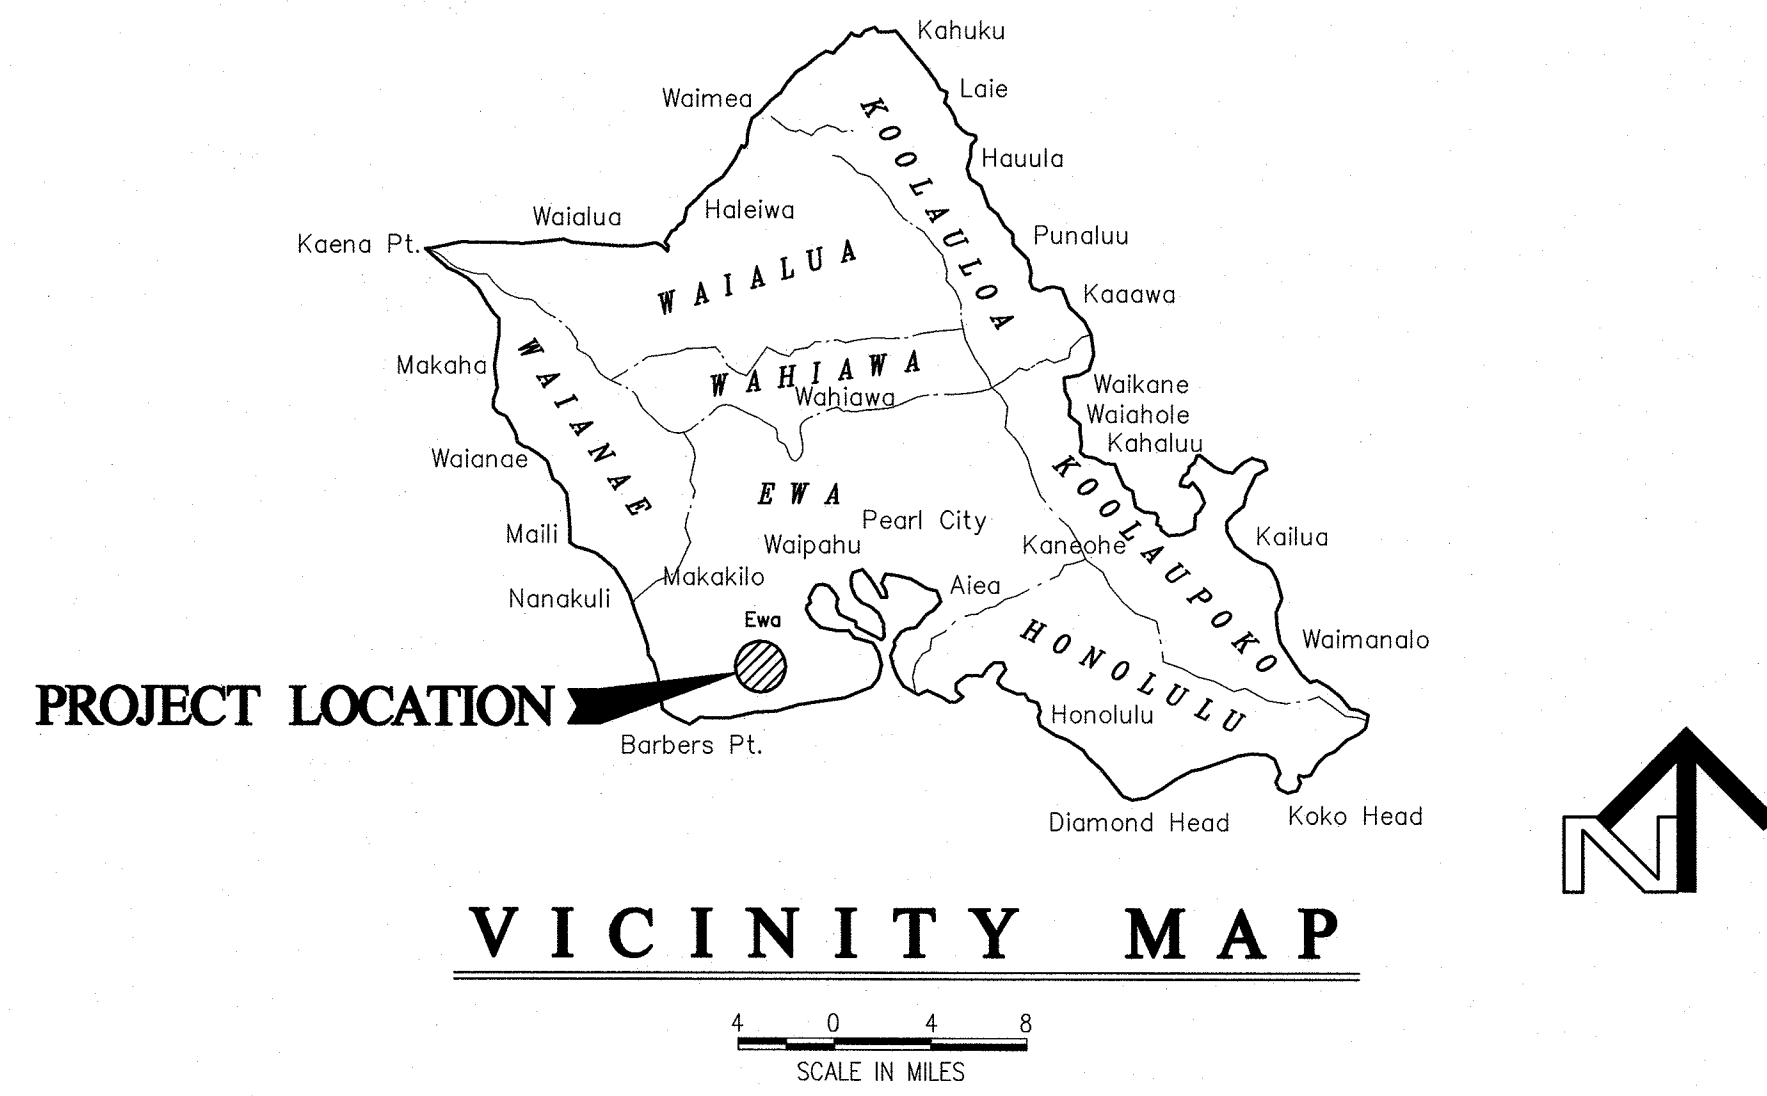 Kahuku
Laie
Waimea
KOOLAULOA
Hauula
Haleiwa
Waialua
Punaluu
Kaena Pt.
WAIALUA
Kaaawa
Makaha
WAIANAE
WAHIAWA
Wahiawa
Waikane
Waiahole
Kahaluu
Waianae
KOOLAUPOKO
EWA
Pearl City
Maili
Waipahu
Kaneohe
Kailua
Makakilo
Aiea
Nanakuli
Ewa
HONOLULU
Waimanalo
PROJECT LOCATION
Honolulu
Barbers Pt.
Diamond Head
Koko Head
N
VICINITY MAP
4 0 4 8
SCALE IN MILES